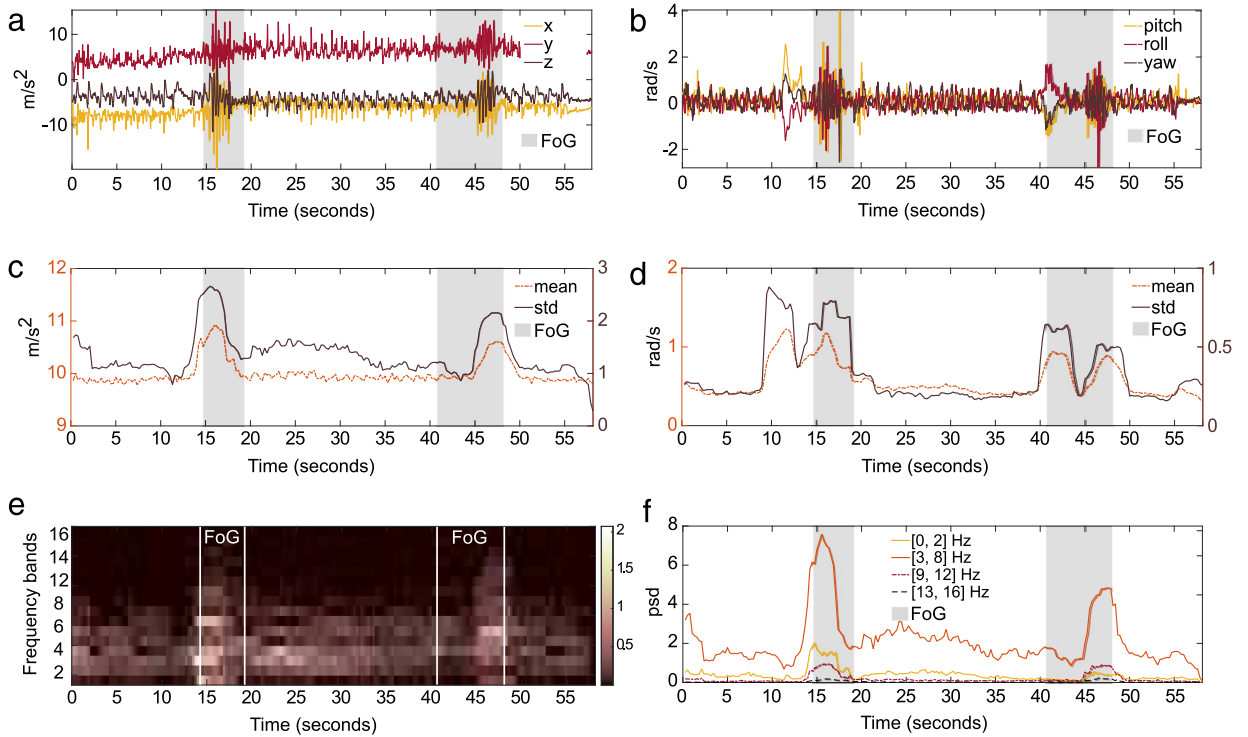 a
m/s²
10
0
-10
x
y
z
FoG
0 5 10 15 20 25 30 35 40 45 50 55
Time (seconds)
b
rad/s
4
2
0
-2
pitch
roll
yaw
FoG
0 5 10 15 20 25 30 35 40 45 50 55
Time (seconds)
c
m/s²
12
11
10
9
3
2
1
0
mean
std
FoG
0 5 10 15 20 25 30 35 40 45 50 55
Time (seconds)
d
rad/s
2
1
0
1
0.5
0
mean
std
FoG
0 5 10 15 20 25 30 35 40 45 50 55
Time (seconds)
e
Frequency bands
16
14
12
8
6
4
2
FoG
FoG
2
1.5
1
0.5
0 5 10 15 20 25 30 35 40 45 50 55
Time (seconds)
f
psd
8
6
4
2
0
[0, 2] Hz
[3, 8] Hz
[9, 12] Hz
[13, 16] Hz
FoG
0 5 10 15 20 25 30 35 40 45 50 55
Time (seconds)